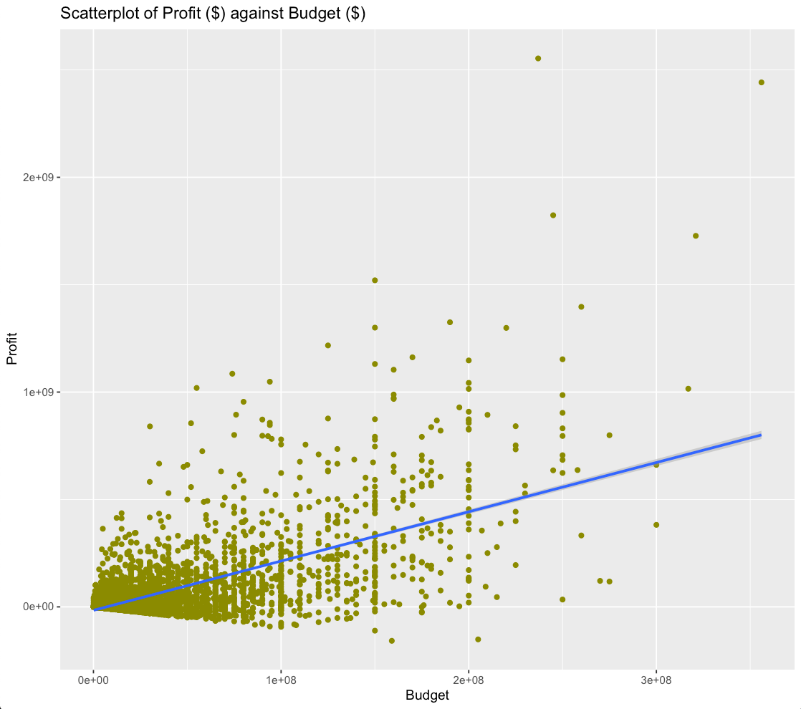 Scatterplot of Profit ($) against Budget ($)
2e+09
1e+09
0e+00
Profit
0e+00 1e+08 2e+08 3e+08
Budget